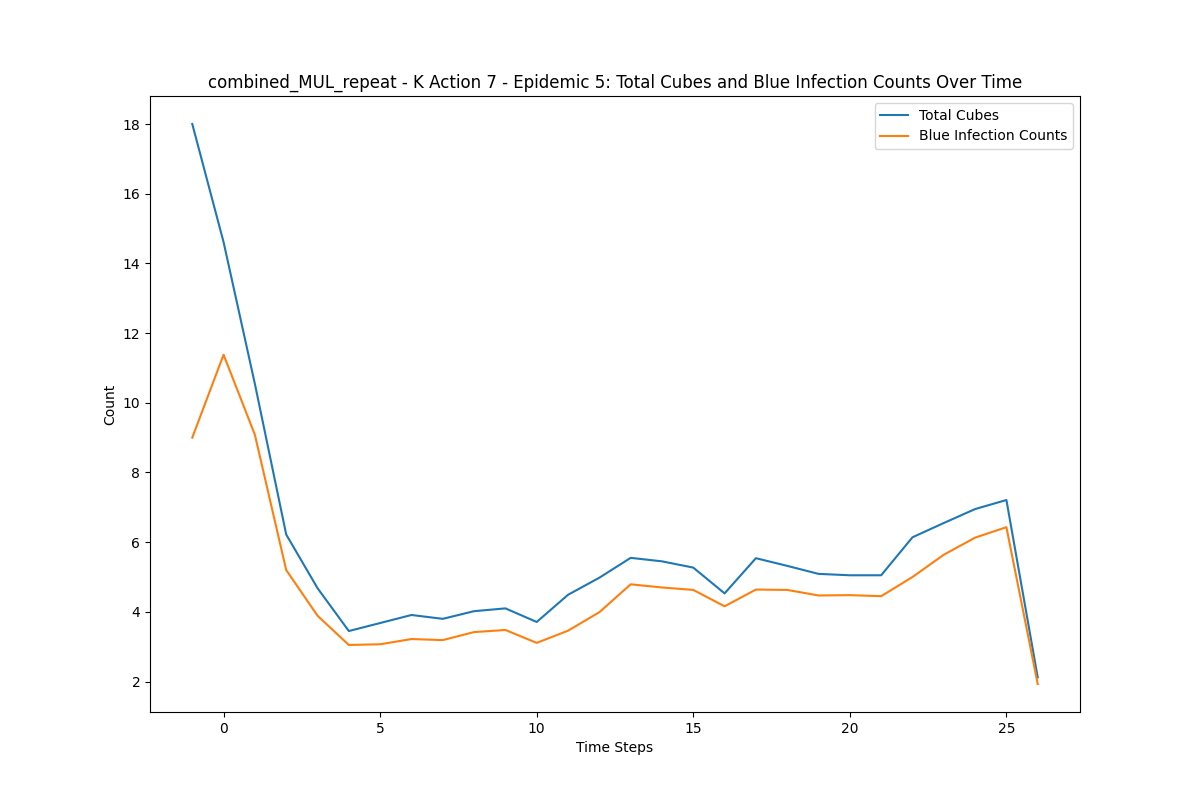 combined_MUL_repeat - K Action 7 - Epidemic 5: Total Cubes and Blue Infection Counts Over Time
Total Cubes
Blue Infection Counts
Count
18
16
14
12
10
8
6
4
2
0 5 10 15 20 25
Time Steps